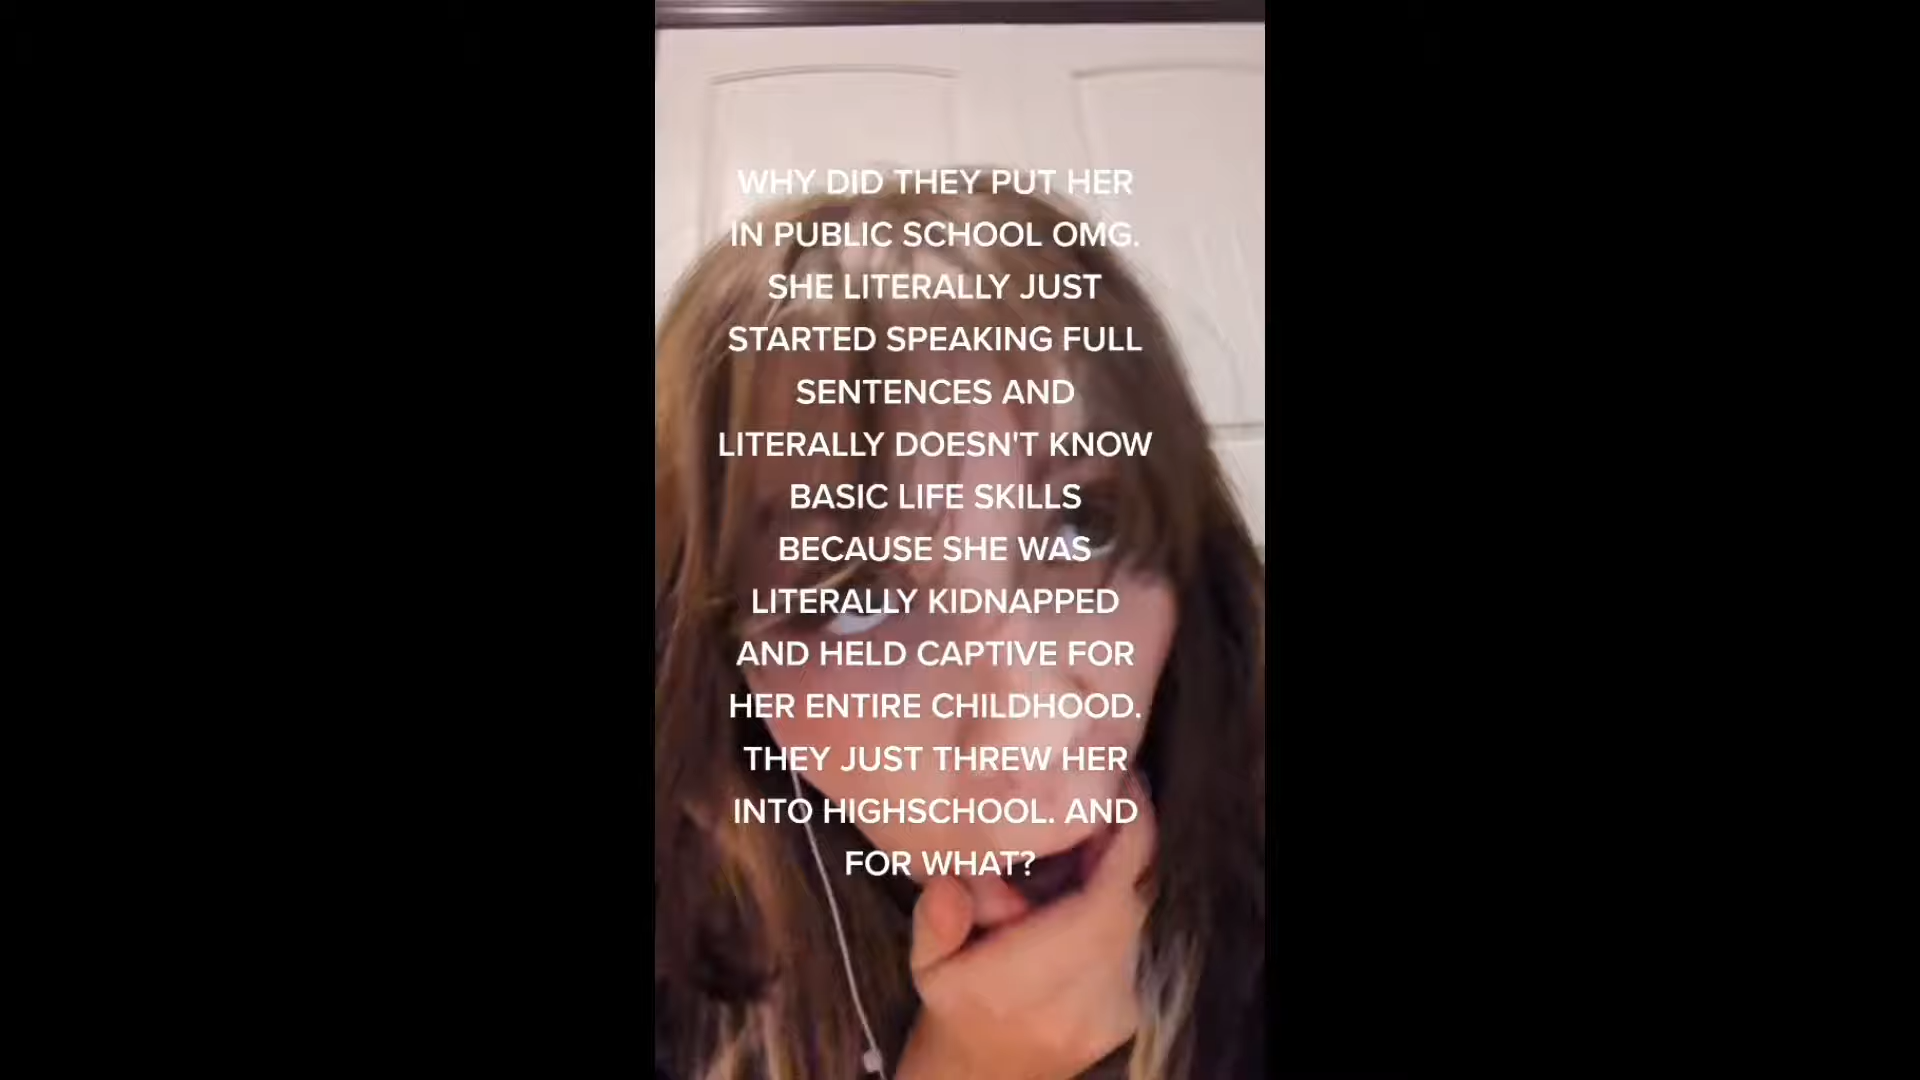 WHY DID THEY PUT HER
IN PUBLIC SCHOOL OMG.
SHE LITERALLY JUST
STARTED SPEAKING FULL
SENTENCES AND
LITERALLY DOESN'T KNOW
BASIC LIFE SKILLS
BECAUSE SHE WAS
LITERALLY KIDNAPPED
AND HELD CAPTIVE FOR
HER ENTIRE CHILDHOOD.
THEY JUST THREW HER
INTO HIGHSCHOOL. AND
FOR WHAT?